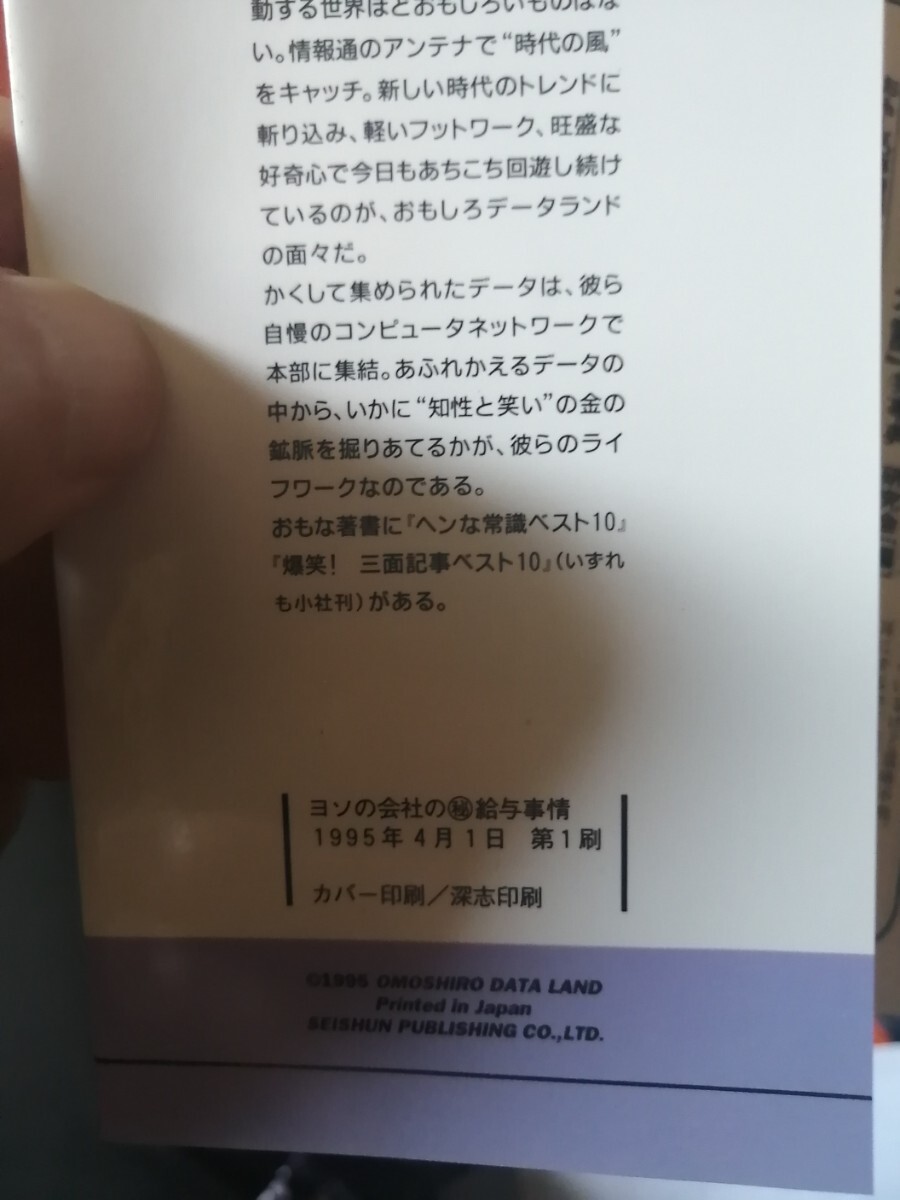 動する世界ほどおもしろいものはな
い。情報通のアンテナで“時代の風”
をキャッチ。新しい時代のトレンドに
斬り込み、軽いフットワーク、旺盛な
好奇心で今日もあちこち回遊し続け
ているのが、おもしろデータランド
の面々だ。
かくして集められたデータは、彼ら
自慢のコンピュータネットワークで
本部に集結。あふれかえるデータの
中から、いかに“知性と笑い”の金の
鉱脈を掘りあてるかが、彼らのライ
フワークなのである。
おもな著書に『ヘンな常識ベスト10』
『爆笑！ 三面記事ベスト10』（いずれ
も小社刊）がある。
ヨソの会社の㊙給与事情
1995年4月1日 第1刷
カバー印刷／深志印刷
©1995 OMOSHIRO DATA LAND
Printed in Japan
SEISHUN PUBLISHING CO.,LTD.